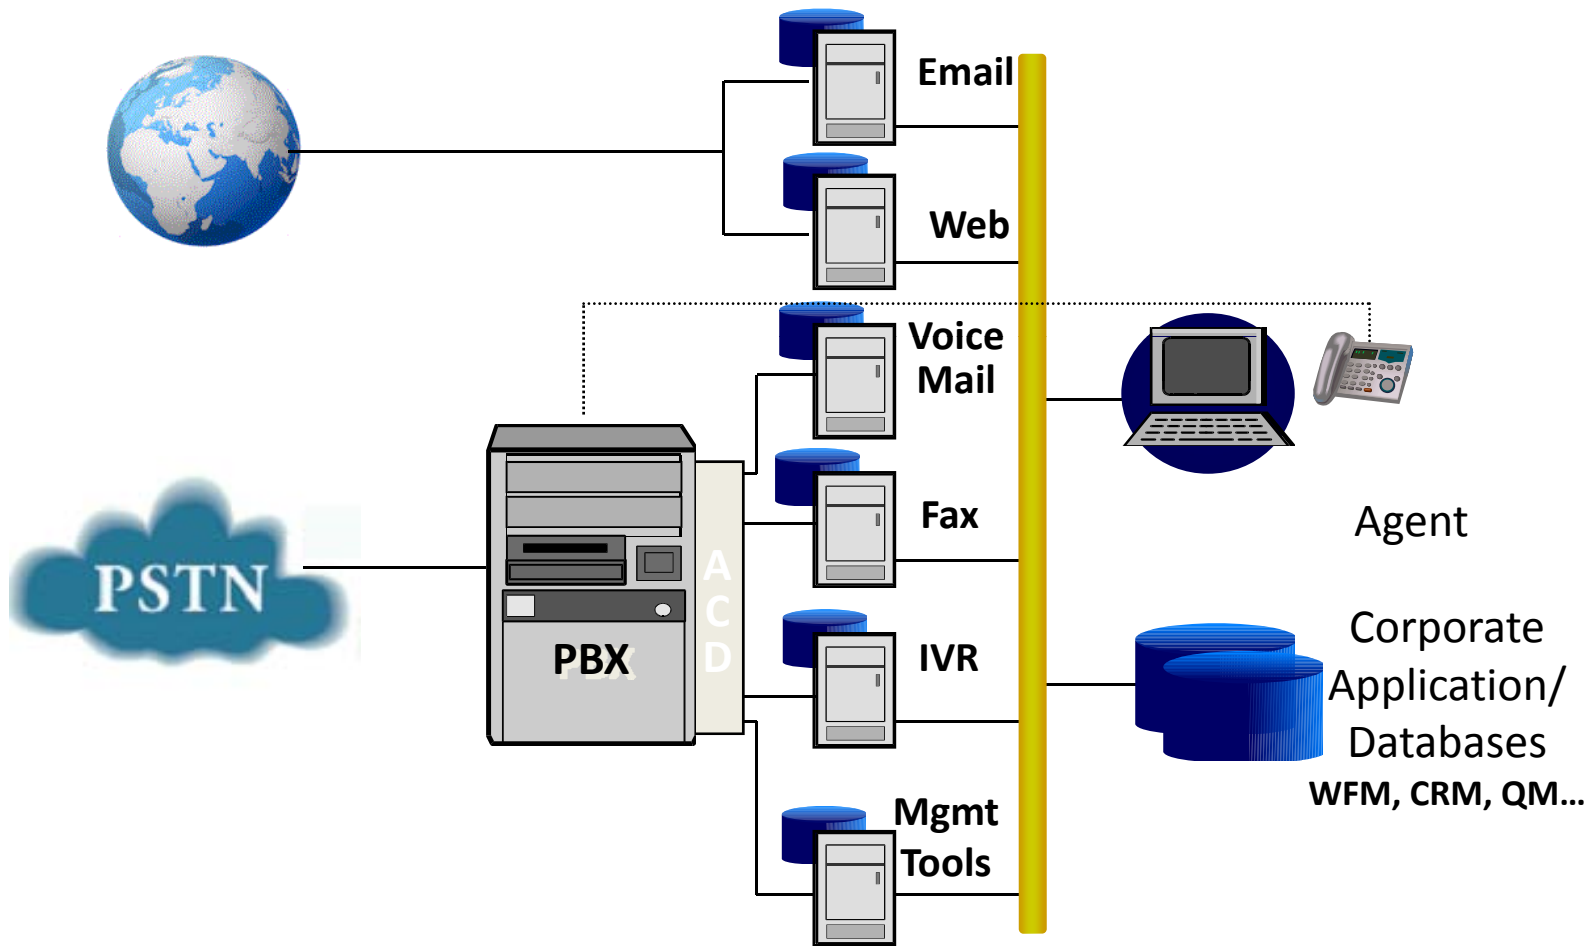 Email
Web
Voice
Mail
Fax
IVR
Mgmt
Tools
PSTN
PBX
A
C
D
Agent
Corporate
Application/
Databases
WFM, CRM, QM...